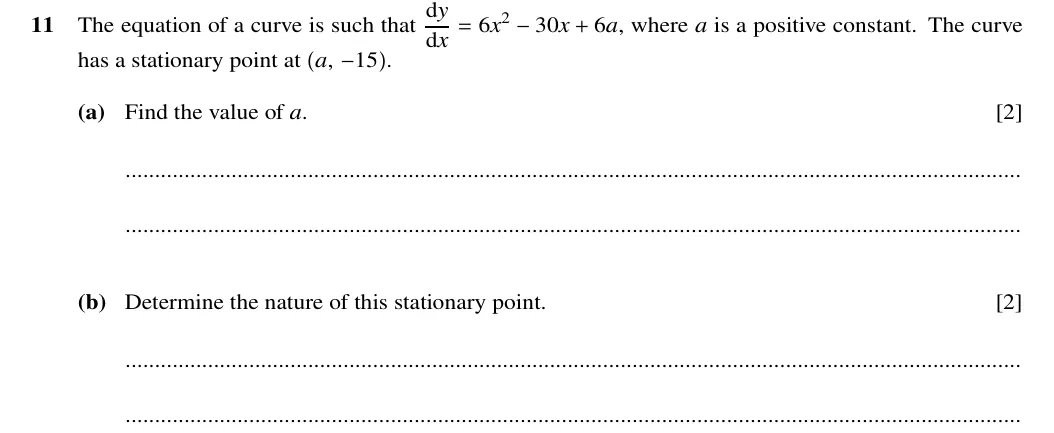 11 The equation of a curve is such that dy/dx = 6x² − 30x + 6a, where a is a positive constant. The curve
has a stationary point at (a, −15).
(a) Find the value of a. [2]
................................................................................
................................................................................
(b) Determine the nature of this stationary point. [2]
................................................................................
................................................................................